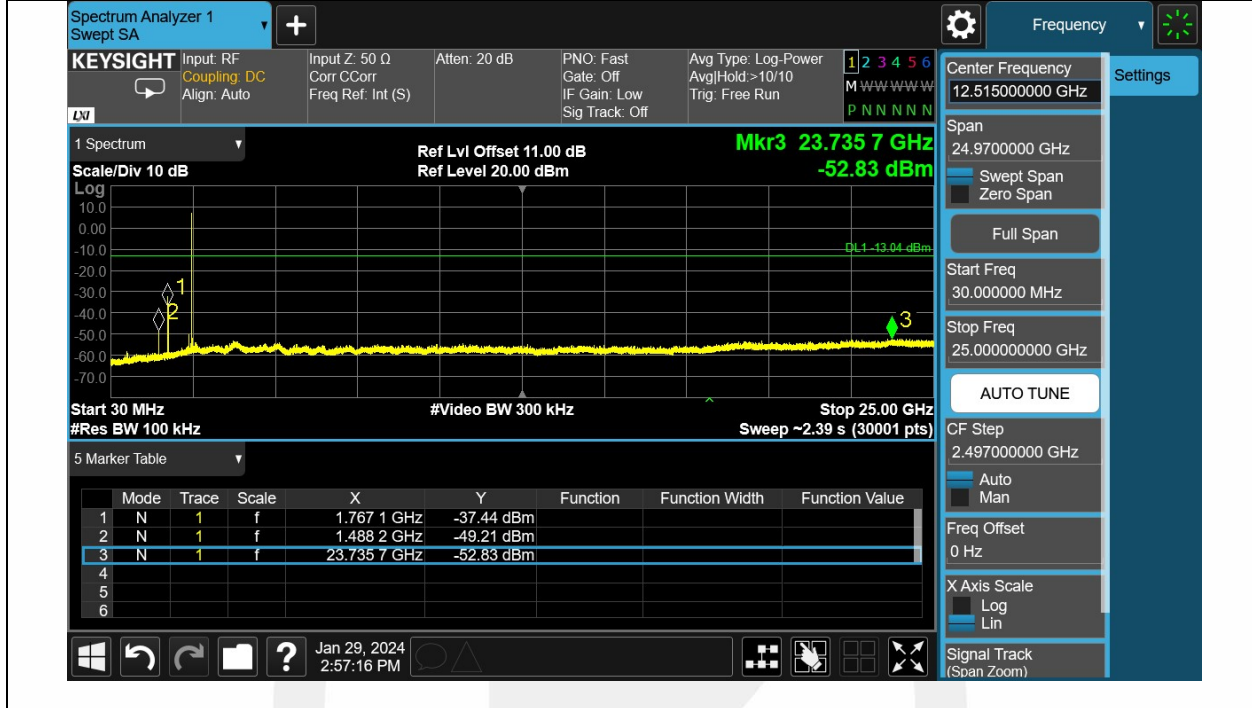 Spectrum Analyzer 1
Swept SA
+
Frequency
KEYSIGHT
LXI
Input: RF
Coupling: DC
Align: Auto
Input Z: 50 Ω
Corr CCorr
Freq Ref: Int (S)
Atten: 20 dB
PNO: Fast
Gate: Off
IF Gain: Low
Sig Track: Off
Avg Type: Log-Power
Avg|Hold:>10/10
Trig: Free Run
1 2 3 4 5 6
M W W W W W
P N N N N N
1 Spectrum
Scale/Div 10 dB
Ref Lvl Offset 11.00 dB
Ref Level 20.00 dBm
Mkr3 23.735 7 GHz
-52.83 dBm
Log
10.0
0.00
-10.0
-20.0
-30.0
-40.0
-50.0
-60.0
-70.0
DL1 -13.04 dBm
1
2
3
Start 30 MHz
#Video BW 300 kHz
Stop 25.00 GHz
#Res BW 100 kHz
Sweep ~2.39 s (30001 pts)
5 Marker Table
Mode Trace Scale X Y Function Function Width Function Value
1 N 1 f 1.767 1 GHz -37.44 dBm
2 N 1 f 1.488 2 GHz -49.21 dBm
3 N 1 f 23.735 7 GHz -52.83 dBm
4
5
6
?
Jan 29, 2024
2:57:16 PM
Center Frequency
12.515000000 GHz
Span
24.9700000 GHz
Swept Span
Zero Span
Full Span
Start Freq
30.000000 MHz
Stop Freq
25.000000000 GHz
AUTO TUNE
CF Step
2.497000000 GHz
Auto
Man
Freq Offset
0 Hz
X Axis Scale
Log
Lin
Signal Track
(Span Zoom)
Settings